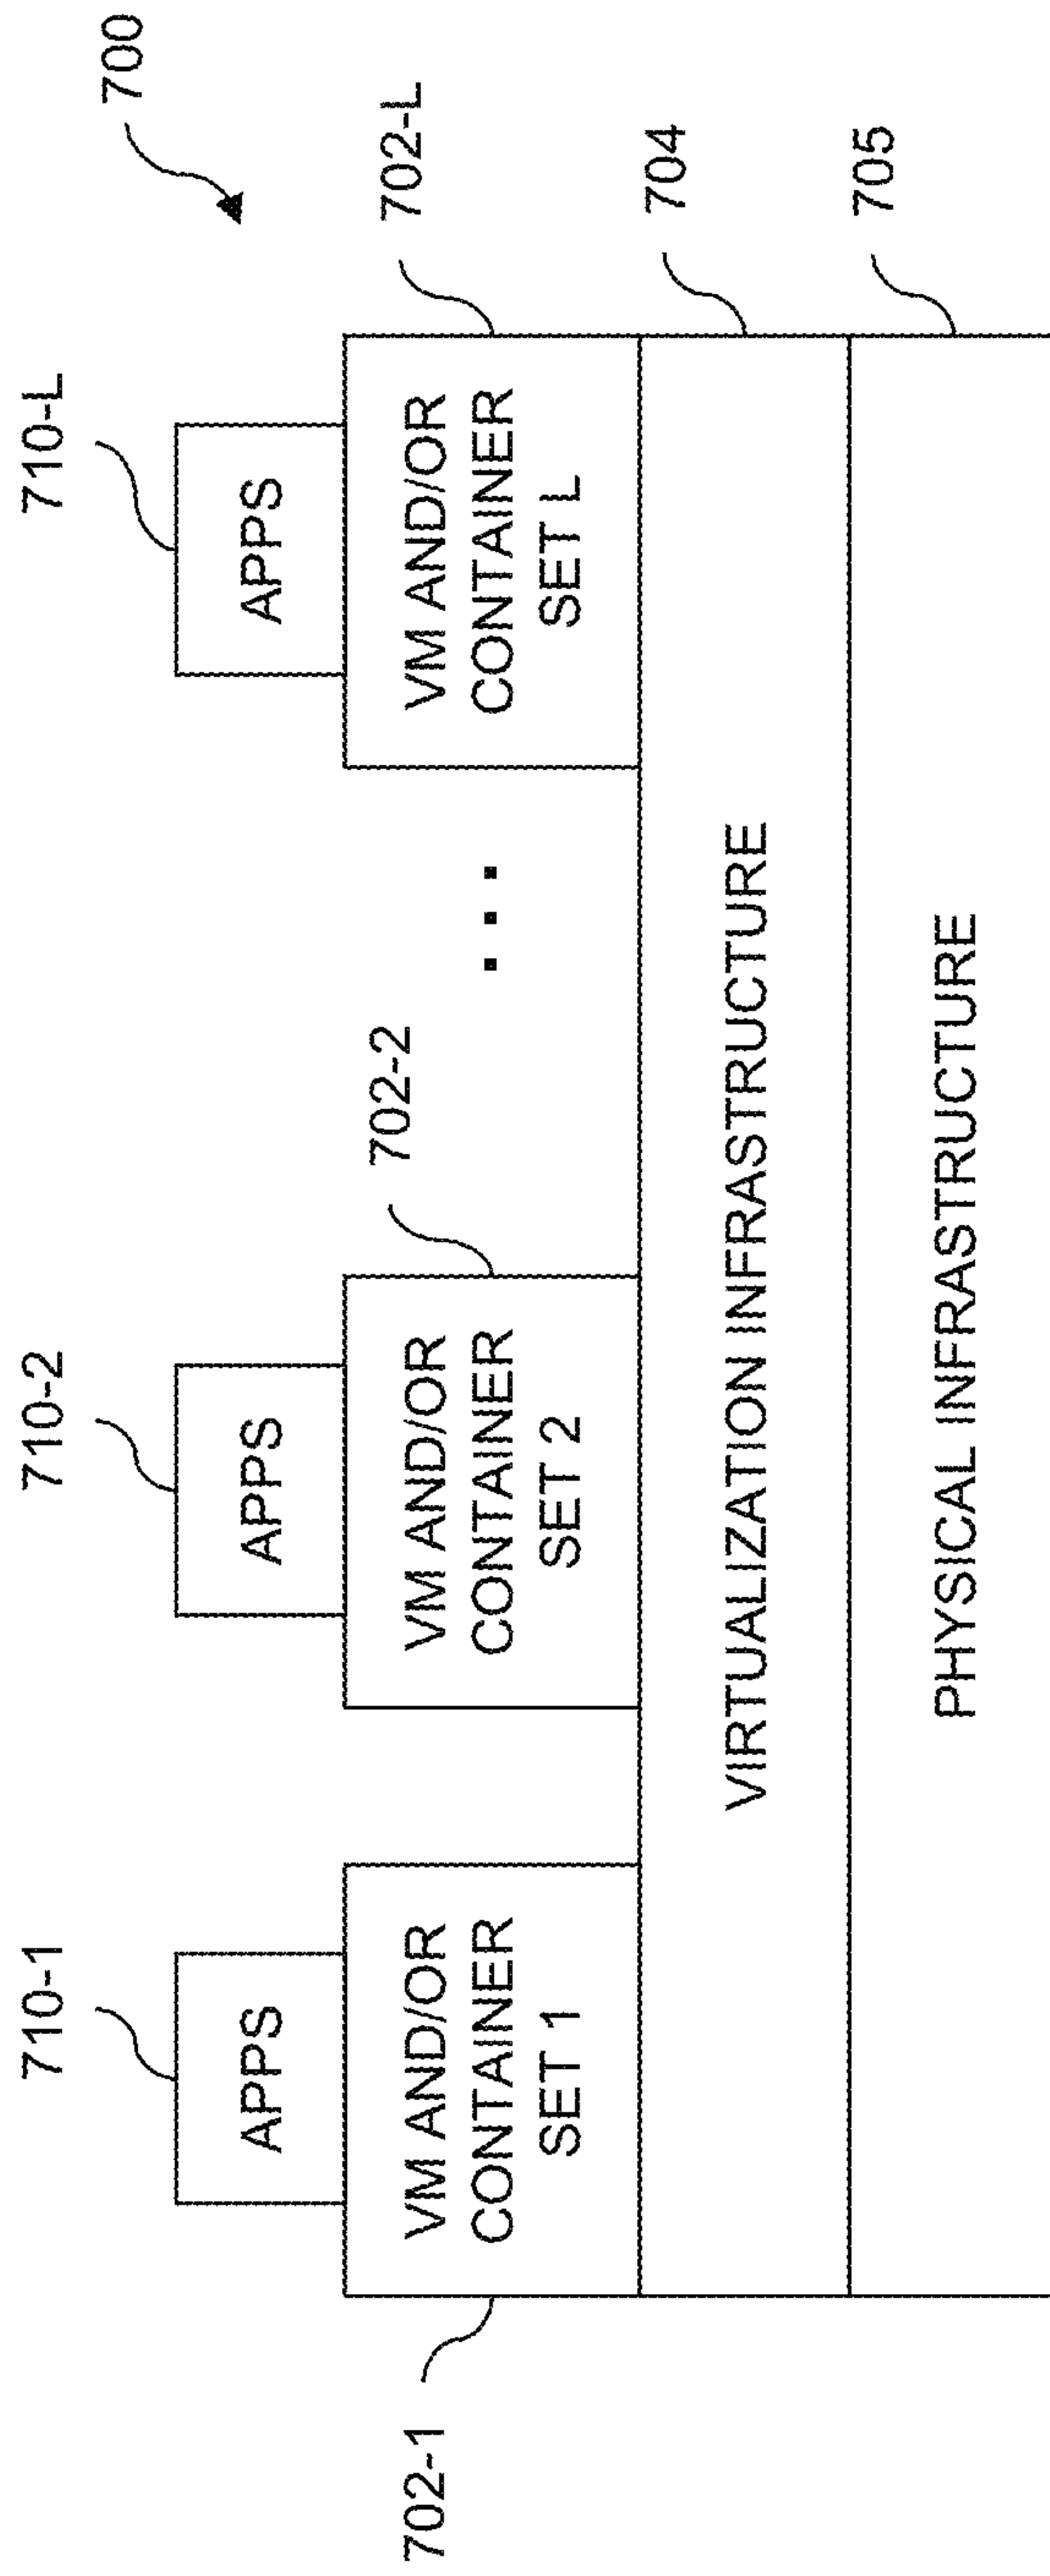 700
710-1
710-2
710-L
APPS
APPS
APPS
702-1
VM AND/OR
CONTAINER
SET 1
VM AND/OR
CONTAINER
SET 2
702-2
. . .
VM AND/OR
CONTAINER
SET L
702-L
VIRTUALIZATION INFRASTRUCTURE
704
PHYSICAL INFRASTRUCTURE
705